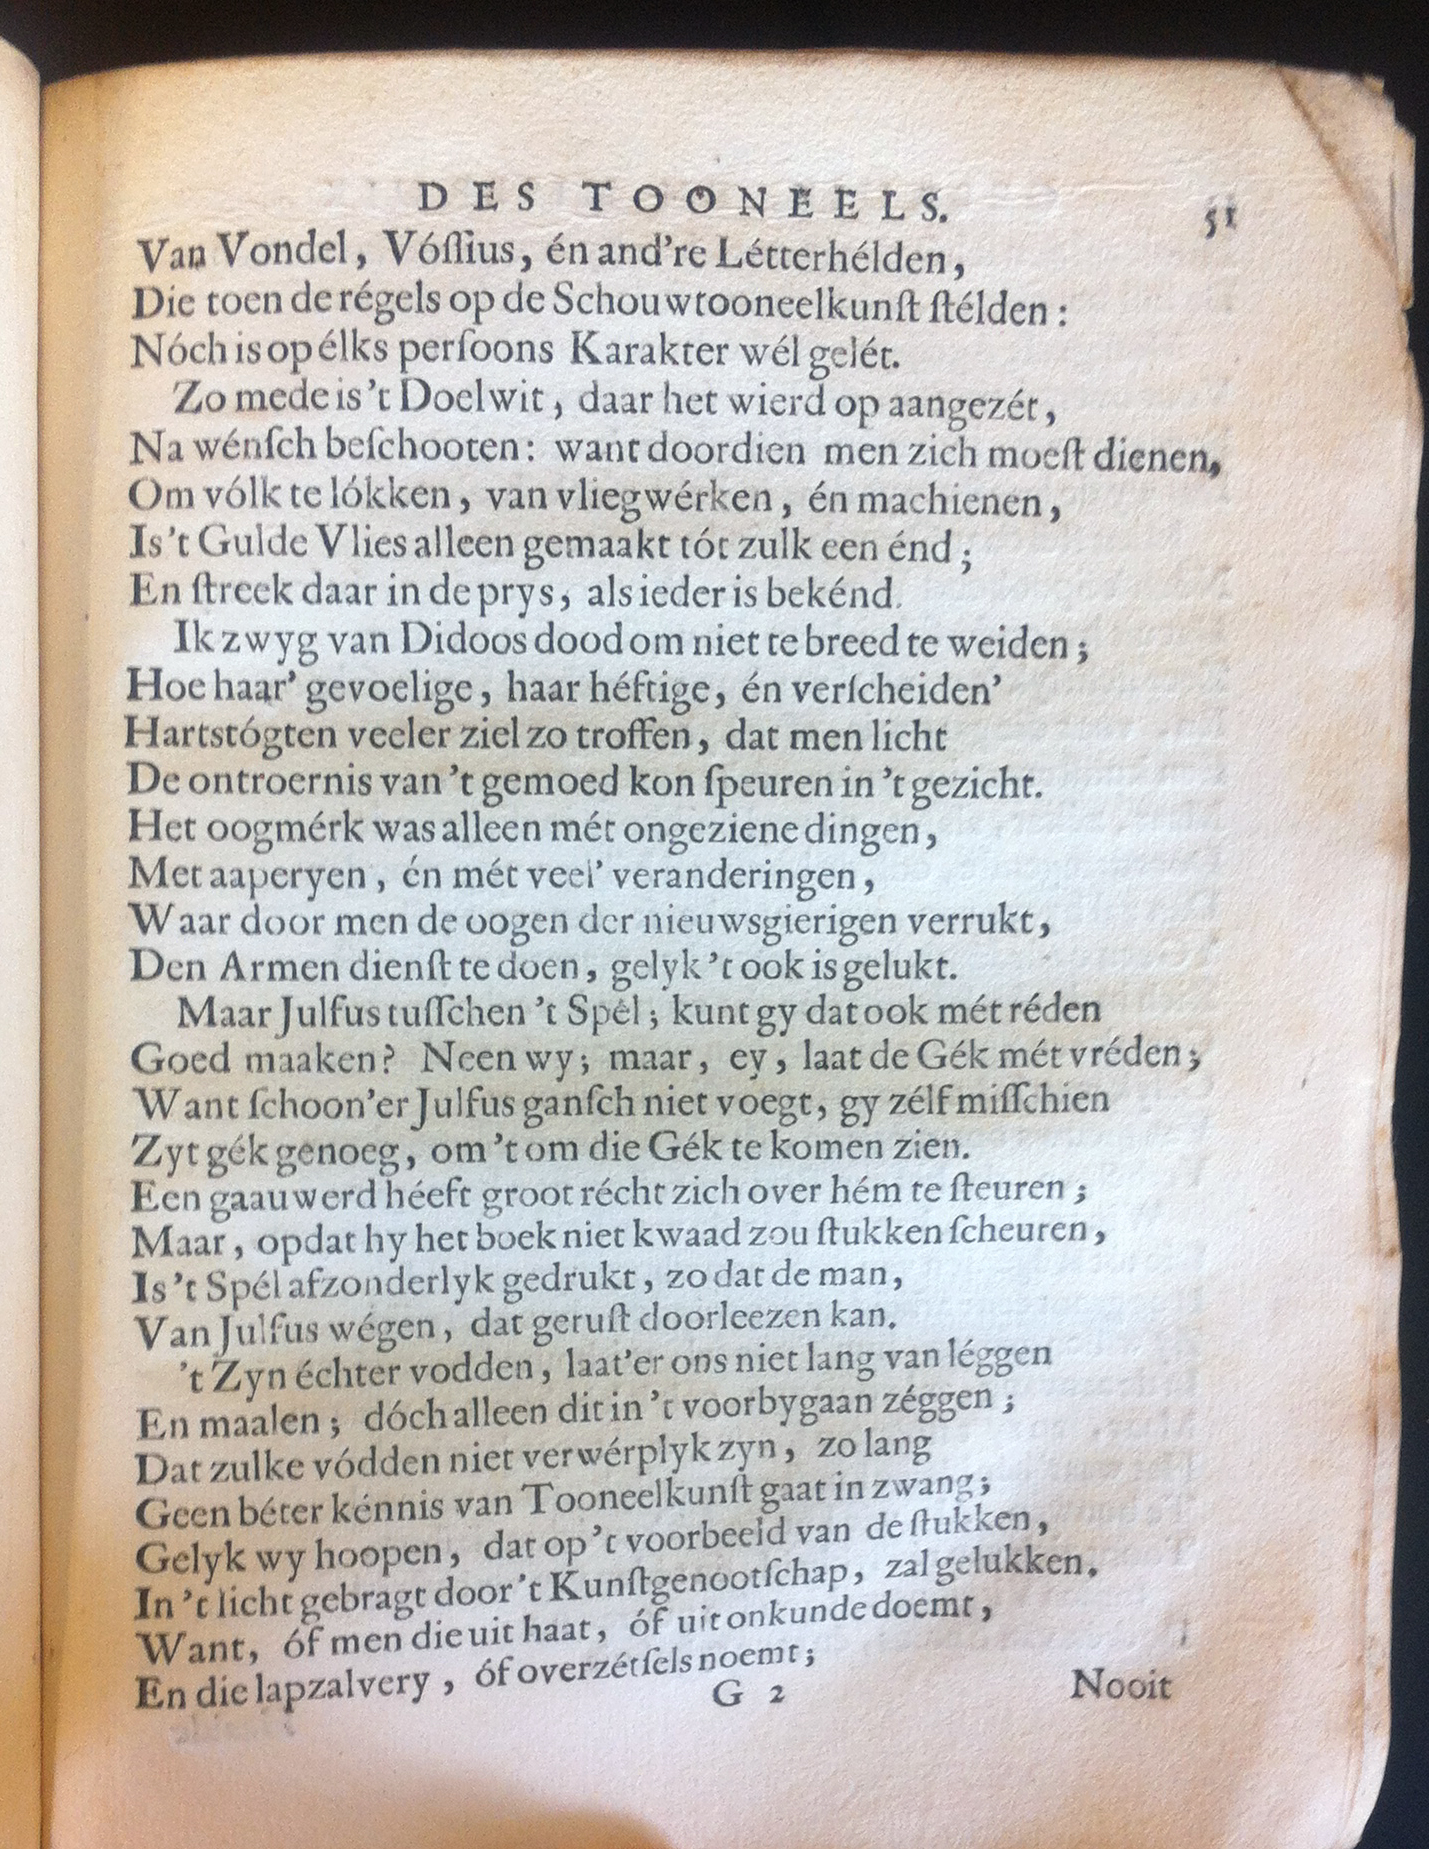 DES TOONEELS. 51
Van Vondel, Vóſſius, én and’re Létterhélden,
Die toen de régels op de Schouwtooneelkunſt ſtélden:
Nóch is op élks perſoons Karakter wél gelét.
Zo mede is ’t Doelwit, daar het wierd op aangezét,
Na wénſch beſchooten: want doordien men zich moeſt dienen,
Om vólk te lókken, van vliegwérken, én machienen,
Is ’t Gulde Vlies alleen gemaakt tót zulk een énd;
En ſtreek daar in de prys, als ieder is bekénd.
Ik zwyg van Didoos dood om niet te breed te weiden;
Hoe haar’ gevoelige, haar héftige, én verſcheiden’
Hartstógten veeler ziel zo troffen, dat men licht
De ontroernis van ’t gemoed kon ſpeuren in ’t gezicht.
Het oogmérk was alleen mét ongeziene dingen,
Met aaperyen, én mét veel’ veranderingen,
Waar door men de oogen der nieuwsgierigen verrukt,
Den Armen dienſt te doen, gelyk ’t ook is gelukt.
Maar Julfus tuſſchen ’t Spél; kunt gy dat ook mét réden
Goed maaken? Neen wy; maar, ey, laat de Gék mét vréden;
Want ſchoon’er Julfus ganſch niet voegt, gy zélf miſſchien
Zyt gék genoeg, om ’t om die Gék te komen zien.
Een gaauwerd hééft groot récht zich over hém te ſteuren;
Maar, opdat hy het boek niet kwaad zou ſtukken ſcheuren,
Is ’t Spél afzonderlyk gedrukt, zo dat de man,
Van Julfus wégen, dat geruſt doorleezen kan.
’t Zyn échter vodden, laat’er ons niet lang van léggen
En maalen; dóch alleen dit in ’t voorbygaan zéggen;
Dat zulke vódden niet verwérplyk zyn, zo lang
Geen béter kénnis van Tooneelkunſt gaat in zwang;
Gelyk wy hoopen, dat op ’t voorbeeld van de ſtukken,
In ’t licht gebragt door ’t Kunſtgenootſchap, zal gelukken.
Want, óf men die uit haat, óf uit onkunde doemt,
En die lapzalvery, óf overzétſels noemt;
G 2 Nooit